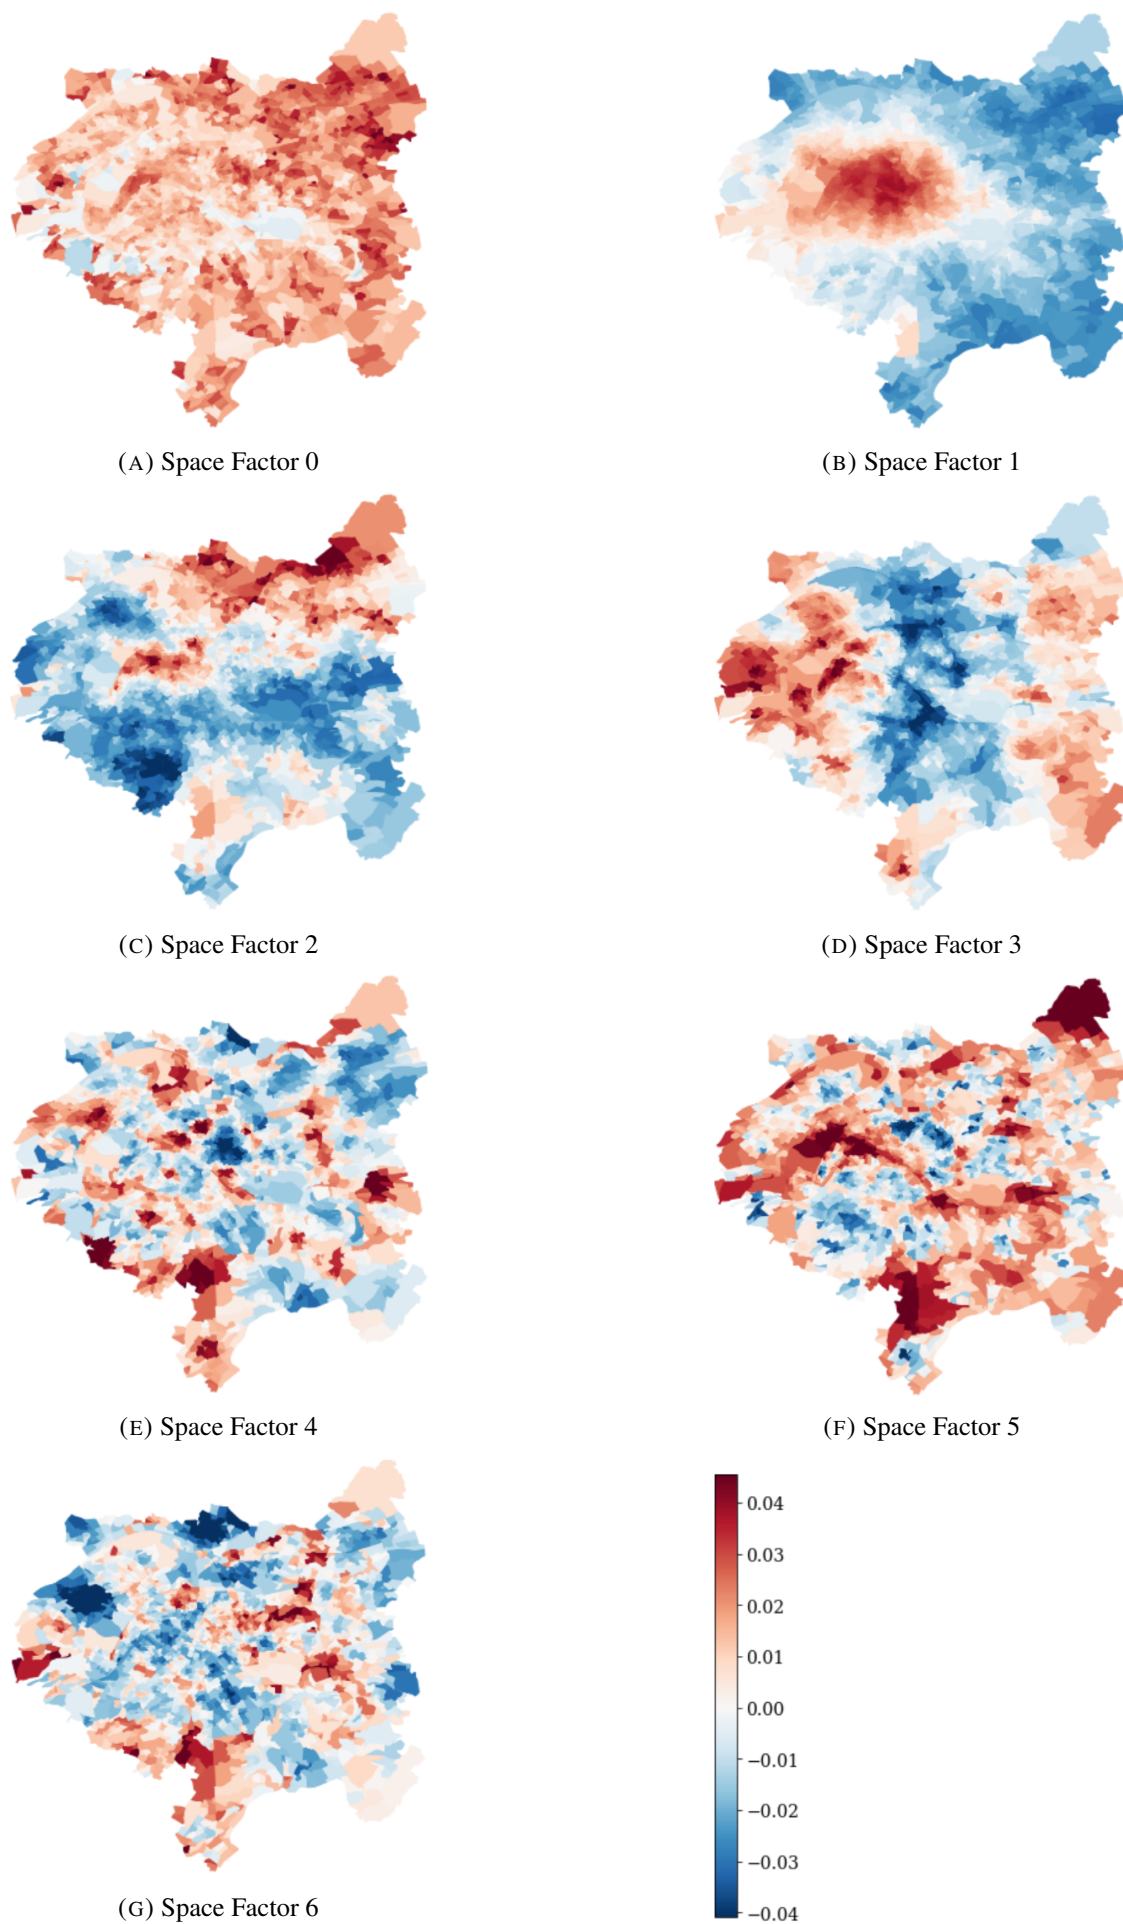 (A) Space Factor 0
(B) Space Factor 1
(C) Space Factor 2
(D) Space Factor 3
(E) Space Factor 4
(F) Space Factor 5
0.04
0.03
0.02
0.01
0.00
−0.01
−0.02
−0.03
−0.04
(G) Space Factor 6